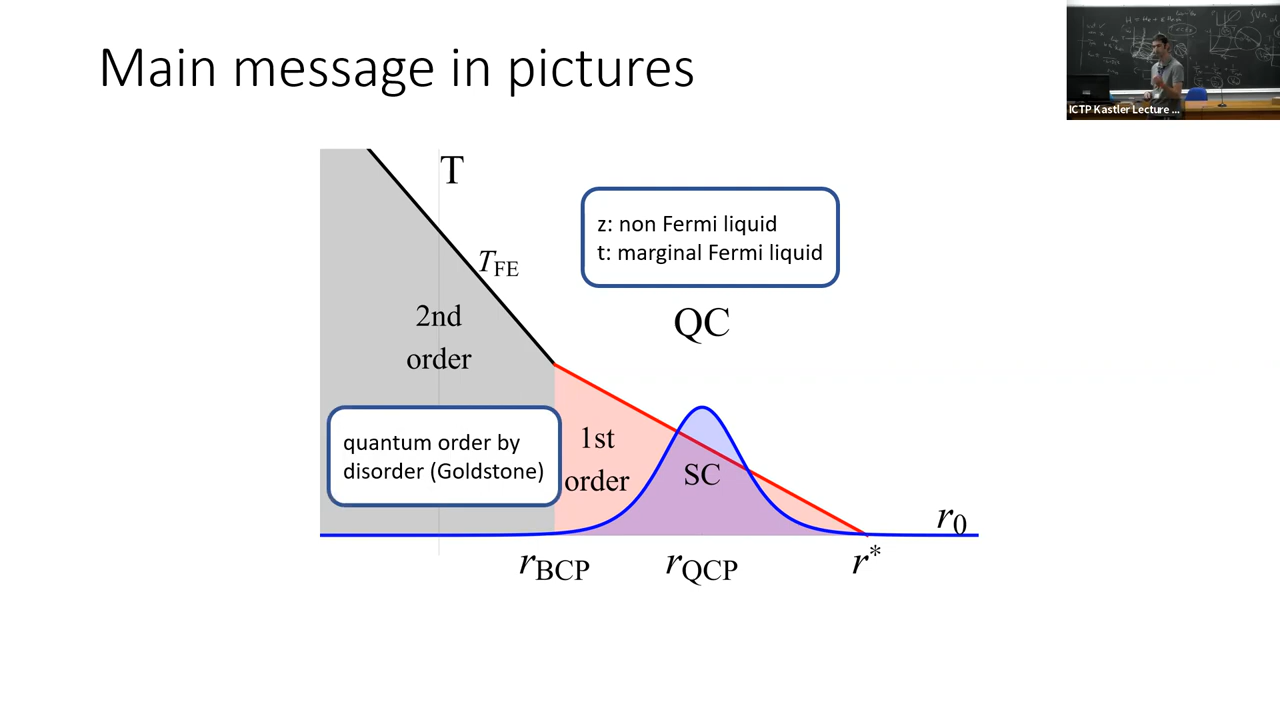 Main message in pictures
ICTP Kastler Lecture ...
T
z: non Fermi liquid
t: marginal Fermi liquid
T_FE
2nd
order
QC
quantum order by
disorder (Goldstone)
1st
order
SC
r_0
r_BCP
r_QCP
r*